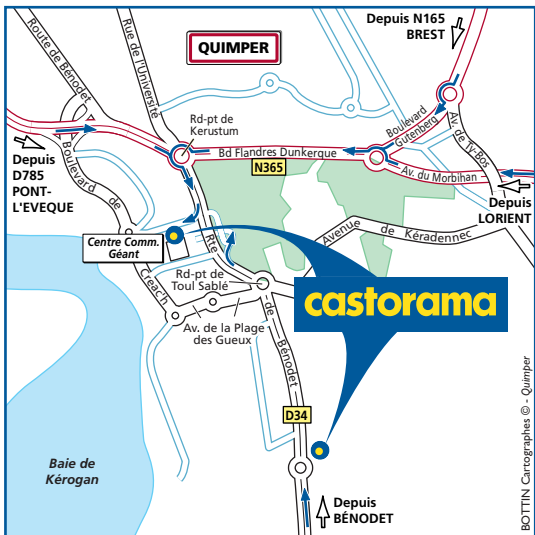 Depuis N165
BREST
QUIMPER
Route de Bénodet
Rue de l'Université
Rd-pt de
Kerustum
Boulevard
Gutenberg
Av. de Ty-Bos
Bd Flandres Dunkerque
N365
Av. du Morbihan
Depuis
D785
PONT-
L'EVEQUE
Boulevard de
Creach
Depuis
LORIENT
Avenue de Kéradennec
Centre Comm.
Géant
Rte
de Bénodet
Rd-pt de
Toul Sablé
castorama
Av. de la Plage
des Gueux
D34
Baie de
Kérogan
Depuis
BÉNODET
BOTTIN Cartographes © - Quimper